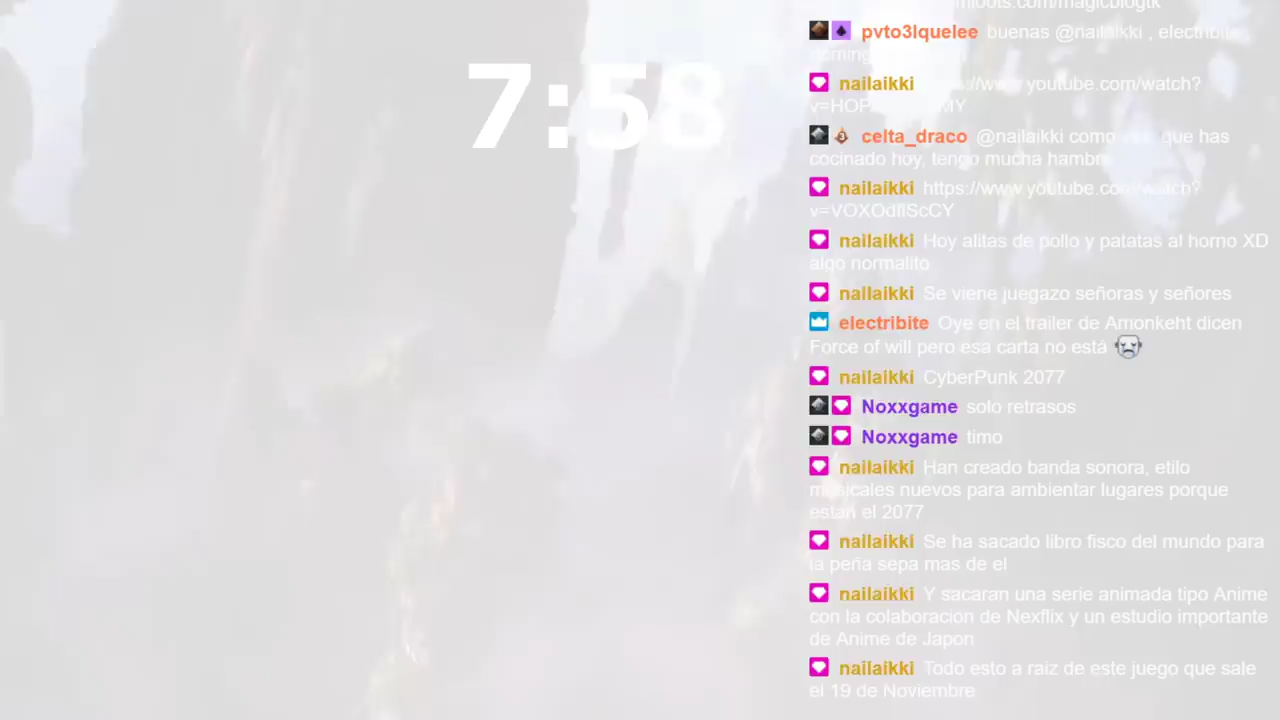 mloots.com/magicblogtk
7:58
pvto3lquelee buenas @nailaikki , electribite
doming
nailaikki youtube.com/watch?
v=HOP MY
celta_draco @nailaikki como que has
cocinado hoy, tengo mucha hambre
nailaikki https://www.youtube.com/watch?
nailaikki Hoy alitas de pollo y patatas al horno XD
algo normalito
nailaikki Se viene juegazo señoras y señores
electribite Oye en el trailer de Amonkeht dicen
Force of will pero esa carta no está
nailaikki CyberPunk 2077
Noxxgame solo retrasos
Noxxgame timo
nailaikki Han creado banda sonora, etilo
musicales nuevos para ambientar lugares porque
estan el 2077
nailaikki Se ha sacado libro fisco del mundo para
la peña sepa mas de el
nailaikki Y sacaran una serie animada tipo Anime
con la colaboracion de Nexflix y un estudio importante
de Anime de Japon
nailaikki Todo esto a raiz de este juego que sale
el 19 de Noviembre